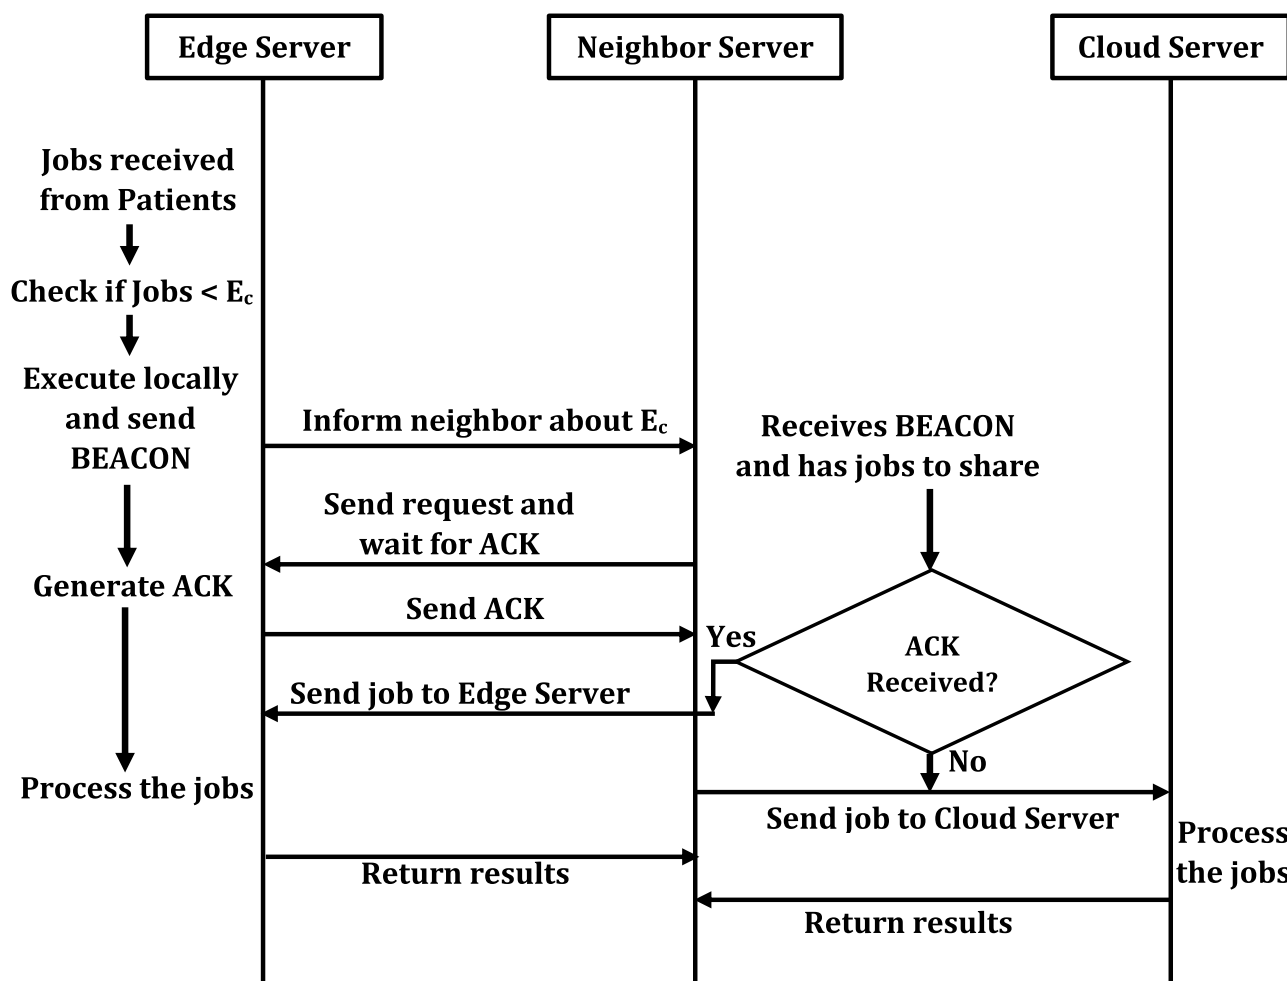 Edge Server
Neighbor Server
Cloud Server
Jobs received
from Patients
Check if Jobs < Ec
Execute locally
and send
BEACON
Inform neighbor about Ec
Receives BEACON
and has jobs to share
Send request and
wait for ACK
Generate ACK
Send ACK
Yes
ACK
Received?
Send job to Edge Server
No
Process the jobs
Send job to Cloud Server
Process
the jobs
Return results
Return results